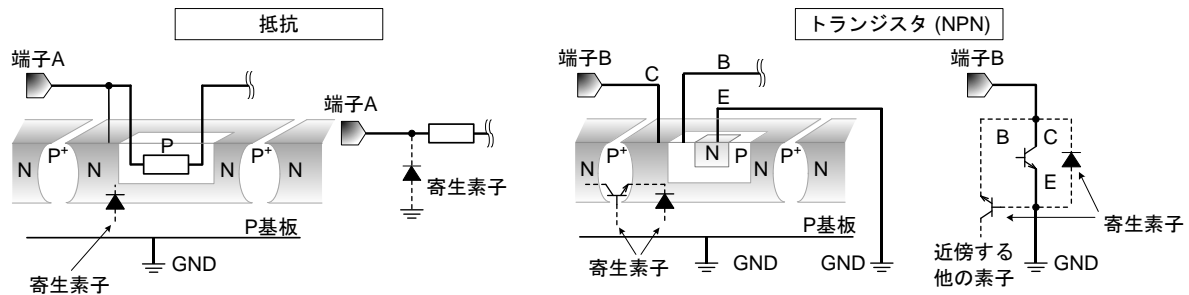 抵抗
端子A
N
P+
N
P
N
P+
N
P基板
GND
寄生素子
端子A
寄生素子
トランジスタ (NPN)
端子B
C
B
E
N
P+
N
N
P
N
P+
N
P基板
寄生素子
GND
GND
端子B
B
C
E
寄生素子
近傍する
他の素子
GND